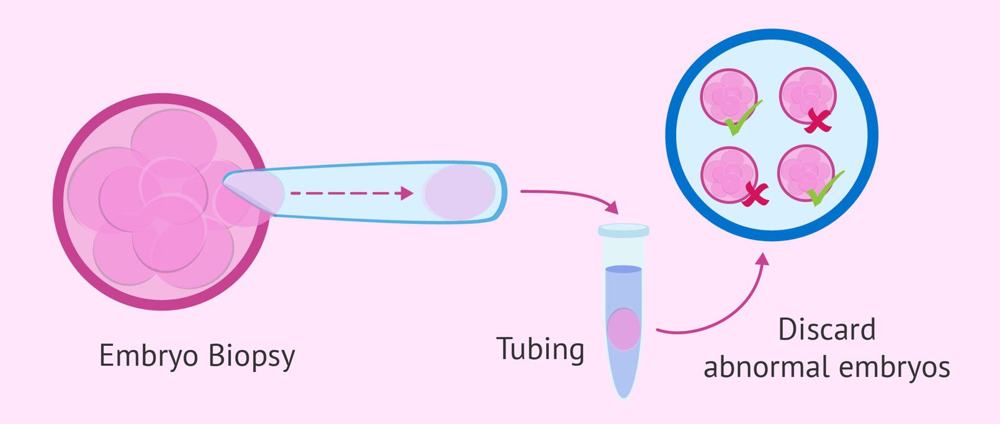 Embryo Biopsy
Tubing
Discard
abnormal embryos